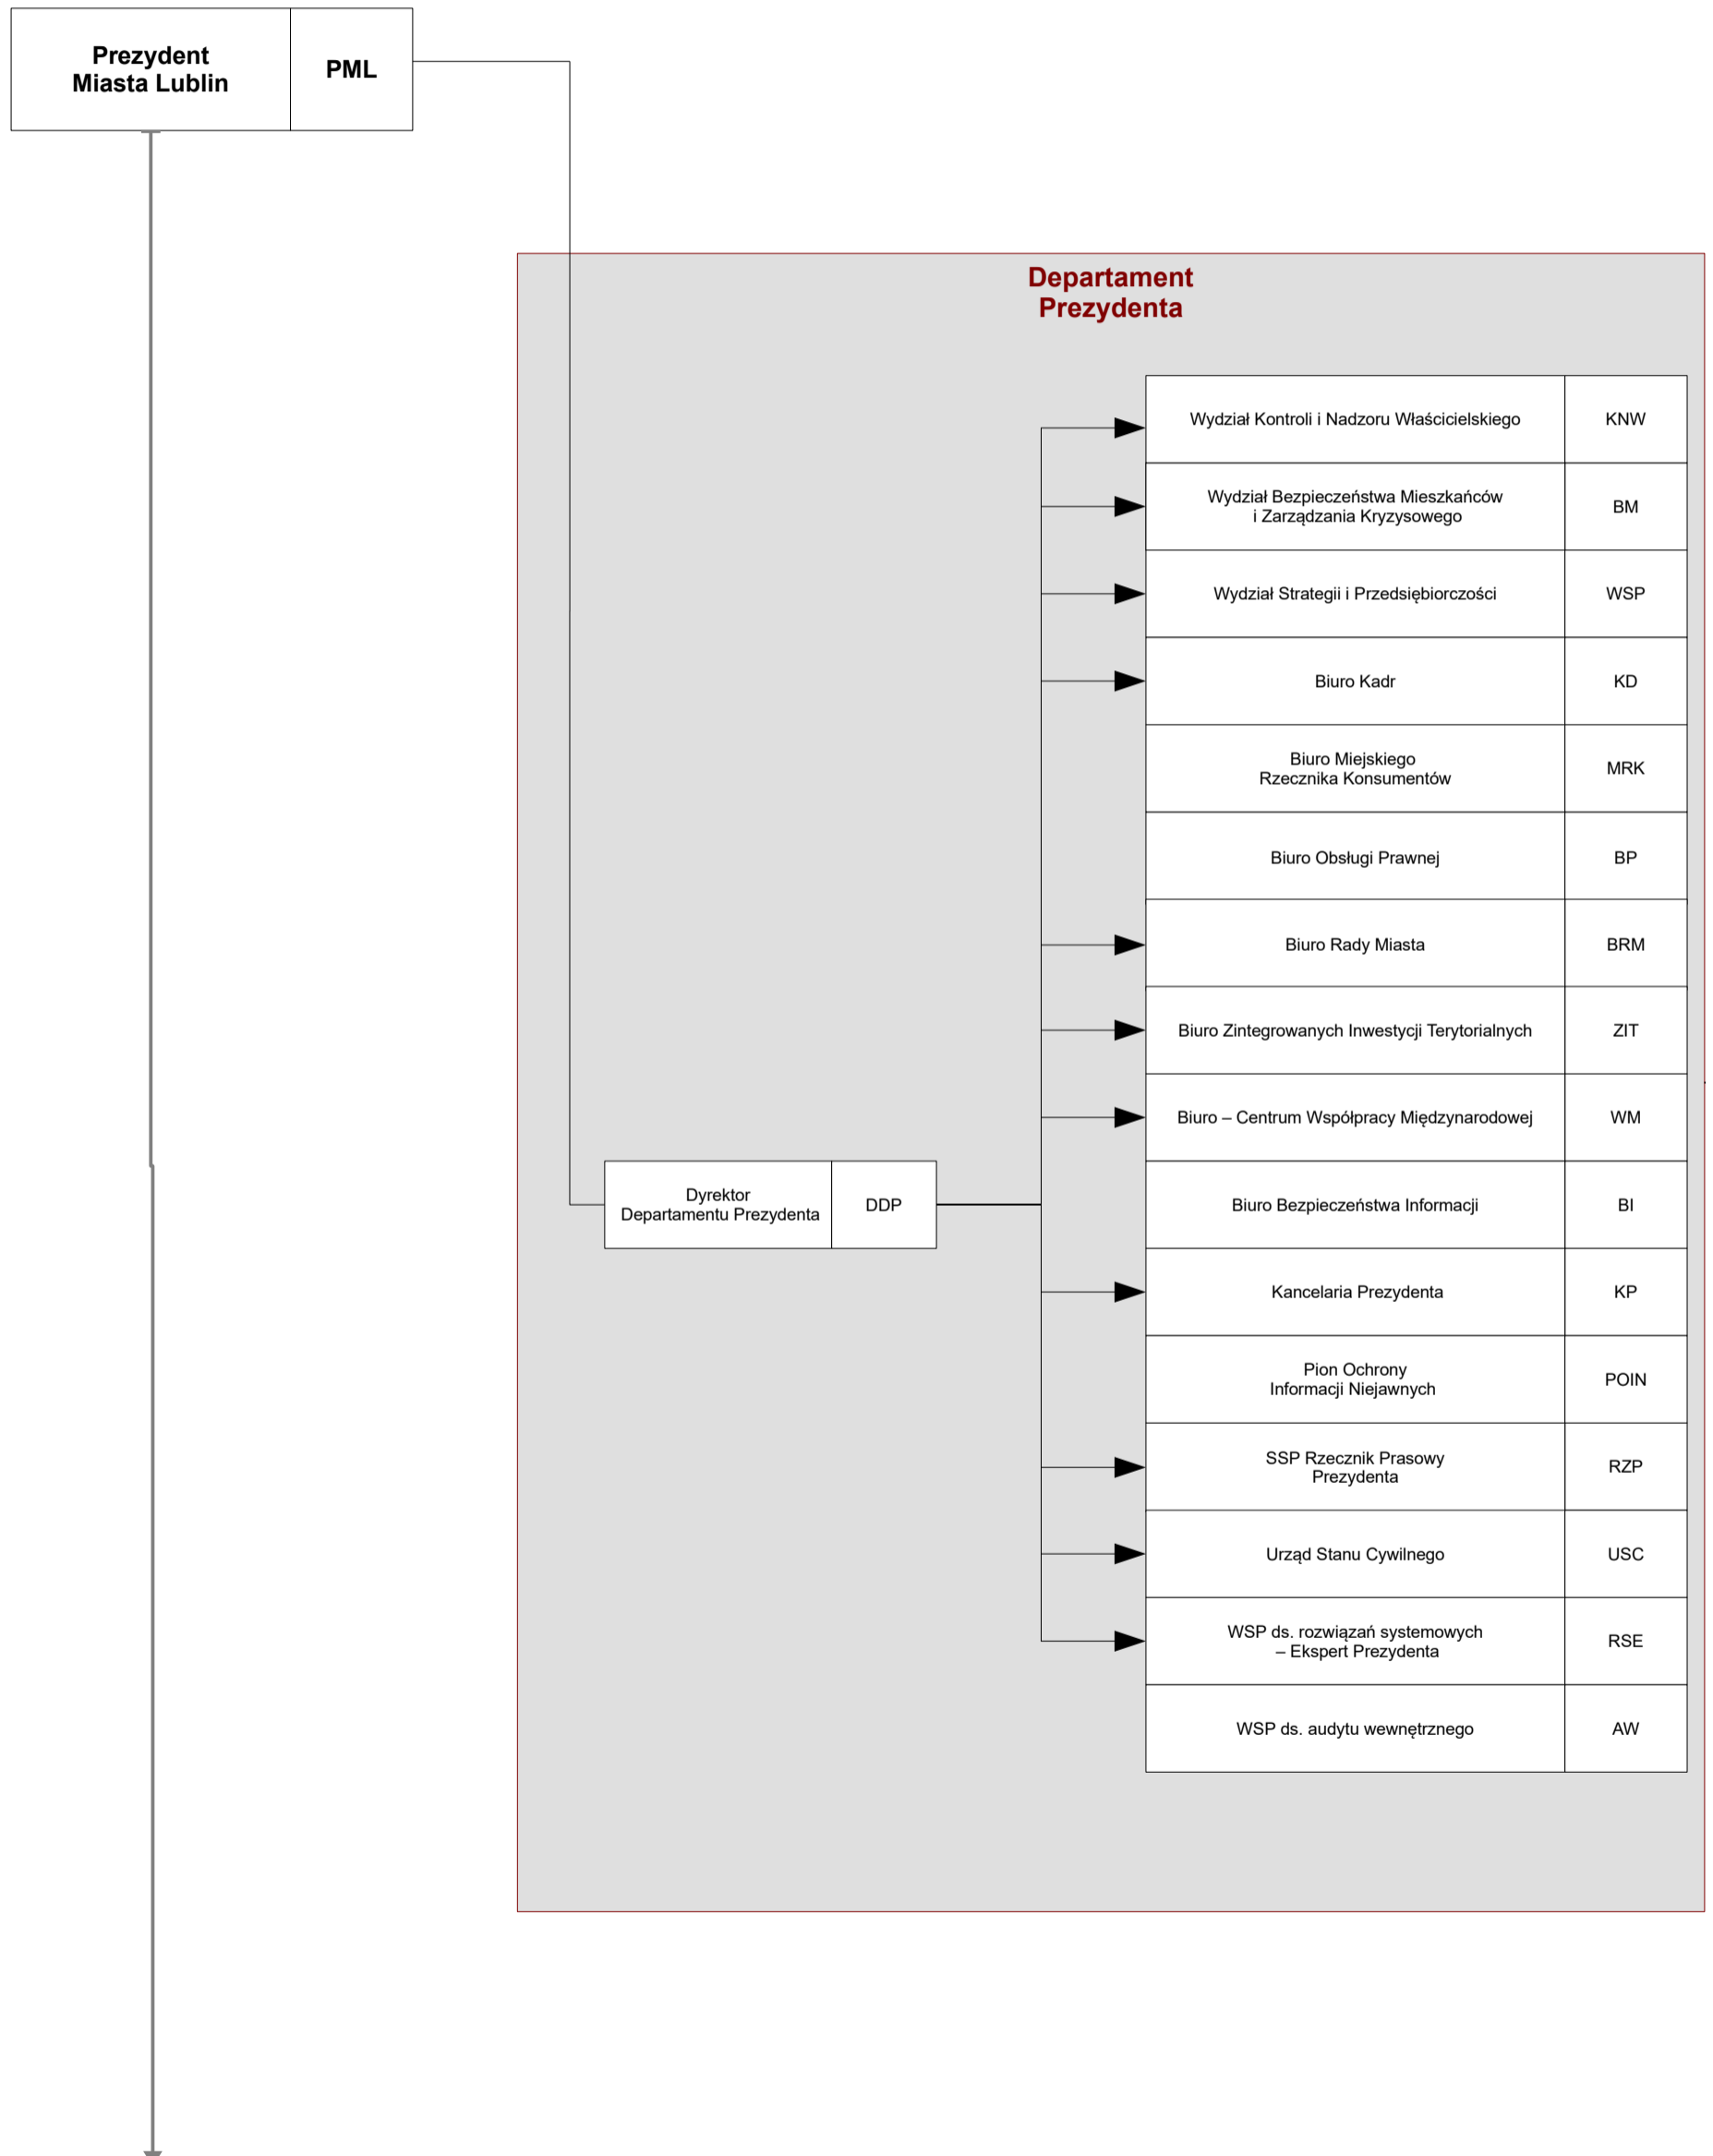 Prezydent
Miasta Lublin
PML
Departament
Prezydenta
Wydział Kontroli i Nadzoru Właścicielskiego
KNW
Wydział Bezpieczeństwa Mieszkańców
i Zarządzania Kryzysowego
BM
Wydział Strategii i Przedsiębiorczości
WSP
Biuro Kadr
KD
Biuro Miejskiego
Rzecznika Konsumentów
MRK
Biuro Obsługi Prawnej
BP
Biuro Rady Miasta
BRM
Biuro Zintegrowanych Inwestycji Terytorialnych
ZIT
Biuro – Centrum Współpracy Międzynarodowej
WM
Dyrektor
Departamentu Prezydenta
DDP
Biuro Bezpieczeństwa Informacji
BI
Kancelaria Prezydenta
KP
Pion Ochrony
Informacji Niejawnych
POIN
SSP Rzecznik Prasowy
Prezydenta
RZP
Urząd Stanu Cywilnego
USC
WSP ds. rozwiązań systemowych
– Ekspert Prezydenta
RSE
WSP ds. audytu wewnętrznego
AW